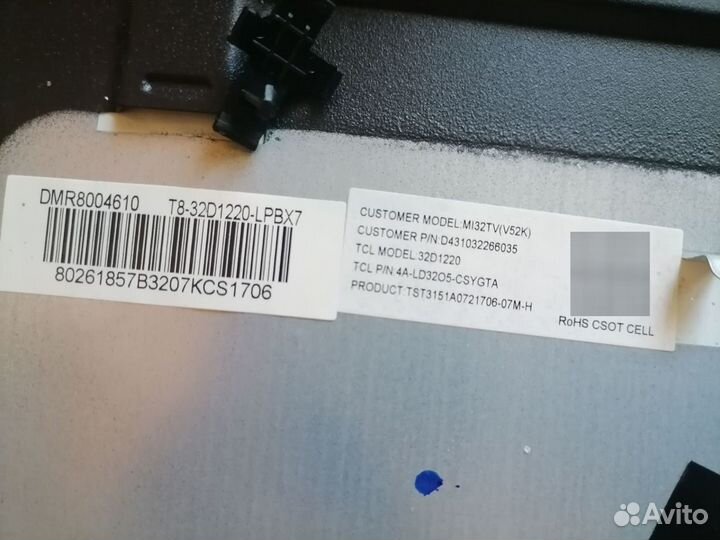 DMR8004610 T8-32D1220-LPBX7
80261857B3207KCS1706
CUSTOMER MODEL:MI32TV(V52K)
CUSTOMER P/N:D431032266035
TCL MODEL:32D1220
TCL P/N 4A-LD32O5-CSYGTA
PRODUCT:TST3151A0721706-07M-H
RoHS CSOT CELL
Avito